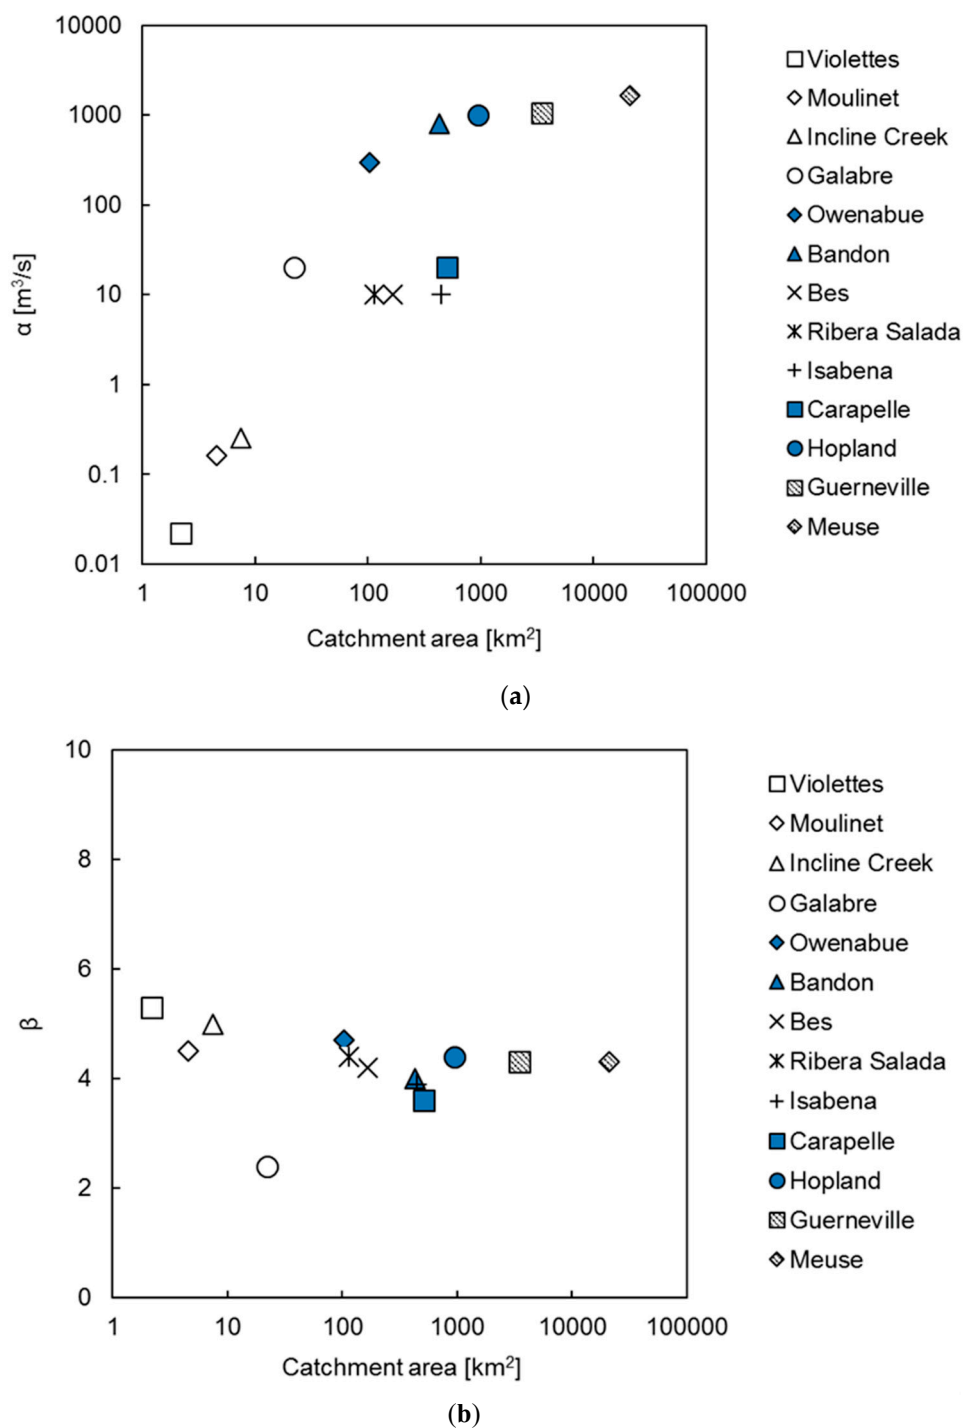 10000
1000
100
10
1
0.1
0.01
α [m³/s]
1 10 100 1000 10000 100000
Catchment area [km²]
Violettes
Moulinet
Incline Creek
Galabre
Owenabue
Bandon
Bes
Ribera Salada
Isabena
Carapelle
Hopland
Guerneville
Meuse
(a)
10
8
6
4
2
0
β
1 10 100 1000 10000 100000
Catchment area [km²]
Violettes
Moulinet
Incline Creek
Galabre
Owenabue
Bandon
Bes
Ribera Salada
Isabena
Carapelle
Hopland
Guerneville
Meuse
(b)